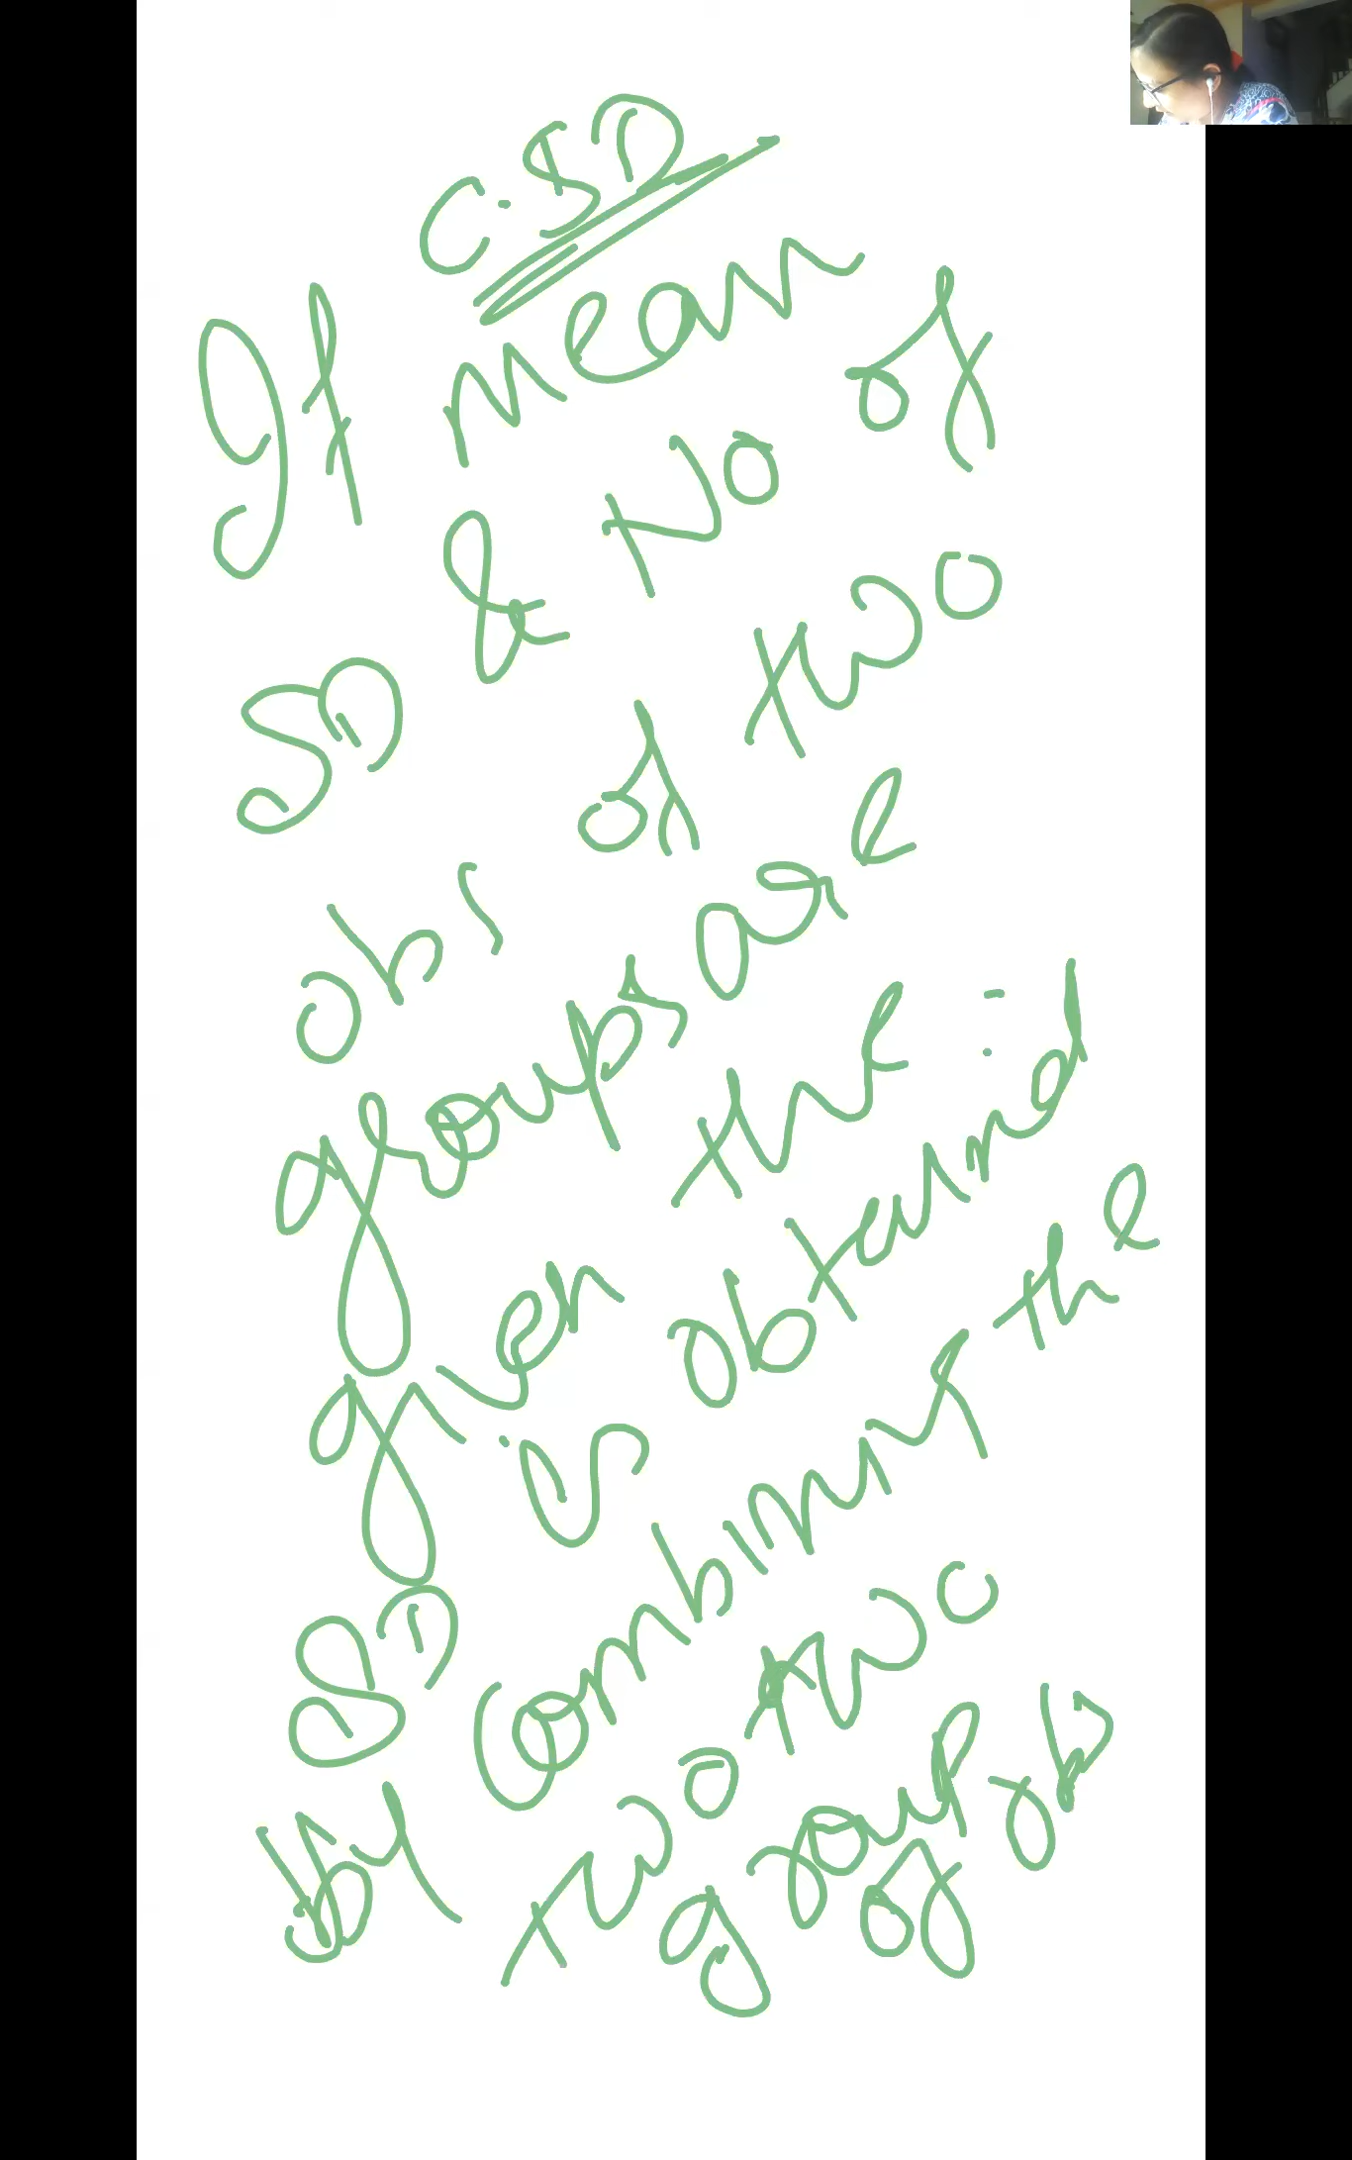 C.SD
If mean
SD & No of
obs of two
groups are
given the
SD is obtained
by combining the
two two
group of obs